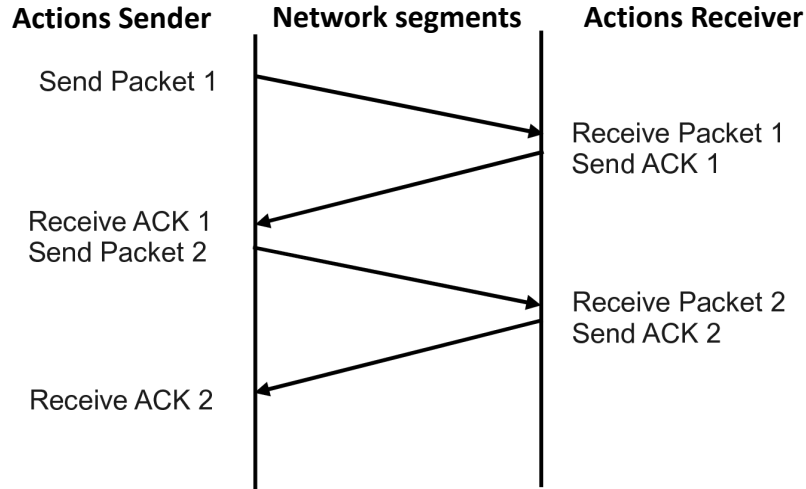 Actions Sender
Network segments
Actions Receiver
Send Packet 1
Receive Packet 1
Send ACK 1
Receive ACK 1
Send Packet 2
Receive Packet 2
Send ACK 2
Receive ACK 2